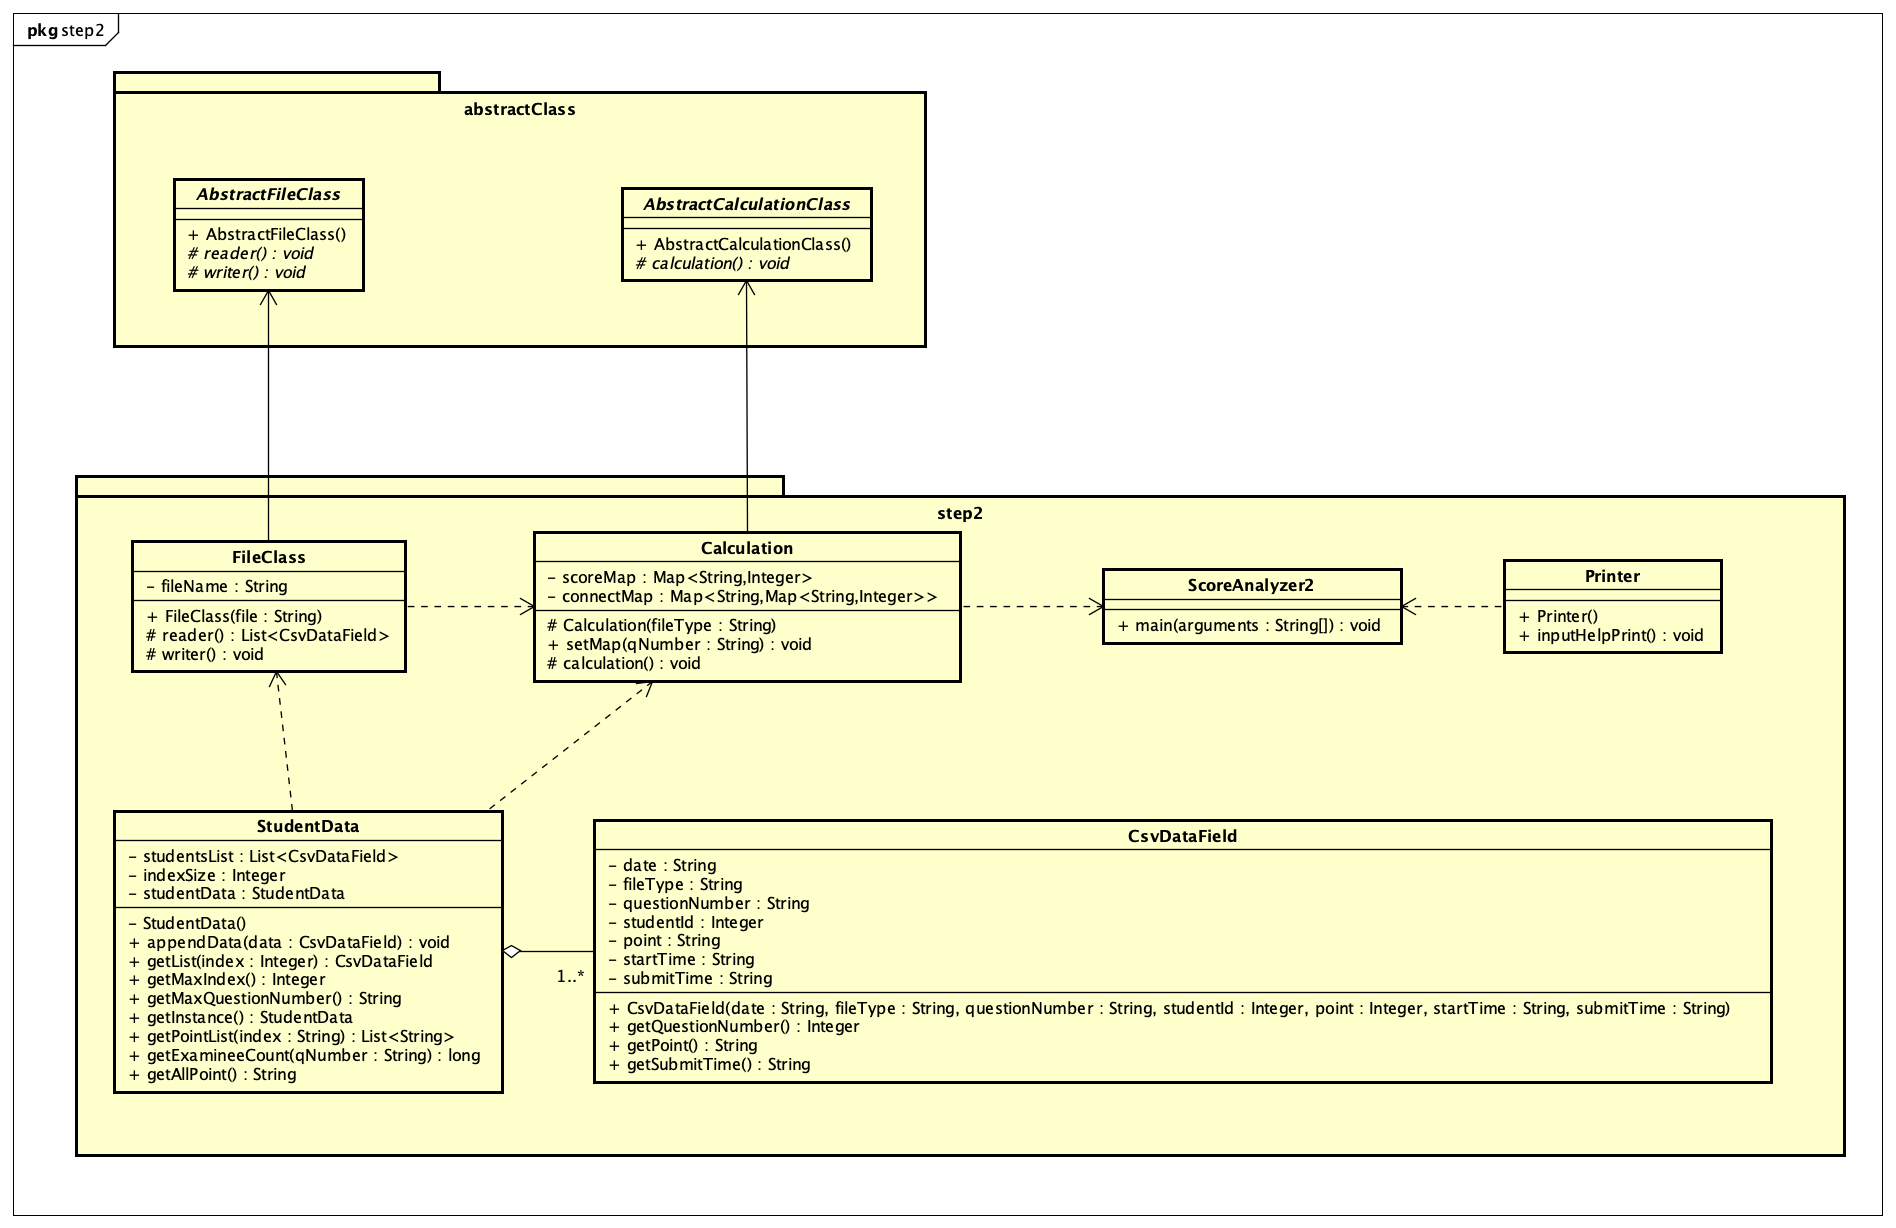 pkg step2
abstractClass
AbstractFileClass
+ AbstractFileClass()
# reader() : void
# writer() : void
AbstractCalculationClass
+ AbstractCalculationClass()
# calculation() : void
step2
FileClass
- fileName : String
+ FileClass(file : String)
# reader() : List<CsvDataField>
# writer() : void
Calculation
- scoreMap : Map<String,Integer>
- connectMap : Map<String,Map<String,Integer>>
# Calculation(fileType : String)
+ setMap(qNumber : String) : void
# calculation() : void
ScoreAnalyzer2
+ main(arguments : String[]) : void
Printer
+ Printer()
+ inputHelpPrint() : void
StudentData
- studentsList : List<CsvDataField>
- indexSize : Integer
- studentData : StudentData
- StudentData()
+ appendData(data : CsvDataField) : void
+ getList(index : Integer) : CsvDataField
+ getMaxIndex() : Integer
+ getMaxQuestionNumber() : String
+ getInstance() : StudentData
+ getPointList(index : String) : List<String>
+ getExamineeCount(qNumber : String) : long
+ getAllPoint() : String
1..*
CsvDataField
- date : String
- fileType : String
- questionNumber : String
- studentId : Integer
- point : String
- startTime : String
- submitTime : String
+ CsvDataField(date : String, fileType : String, questionNumber : String, studentId : Integer, point : Integer, startTime : String, submitTime : String)
+ getQuestionNumber() : Integer
+ getPoint() : String
+ getSubmitTime() : String